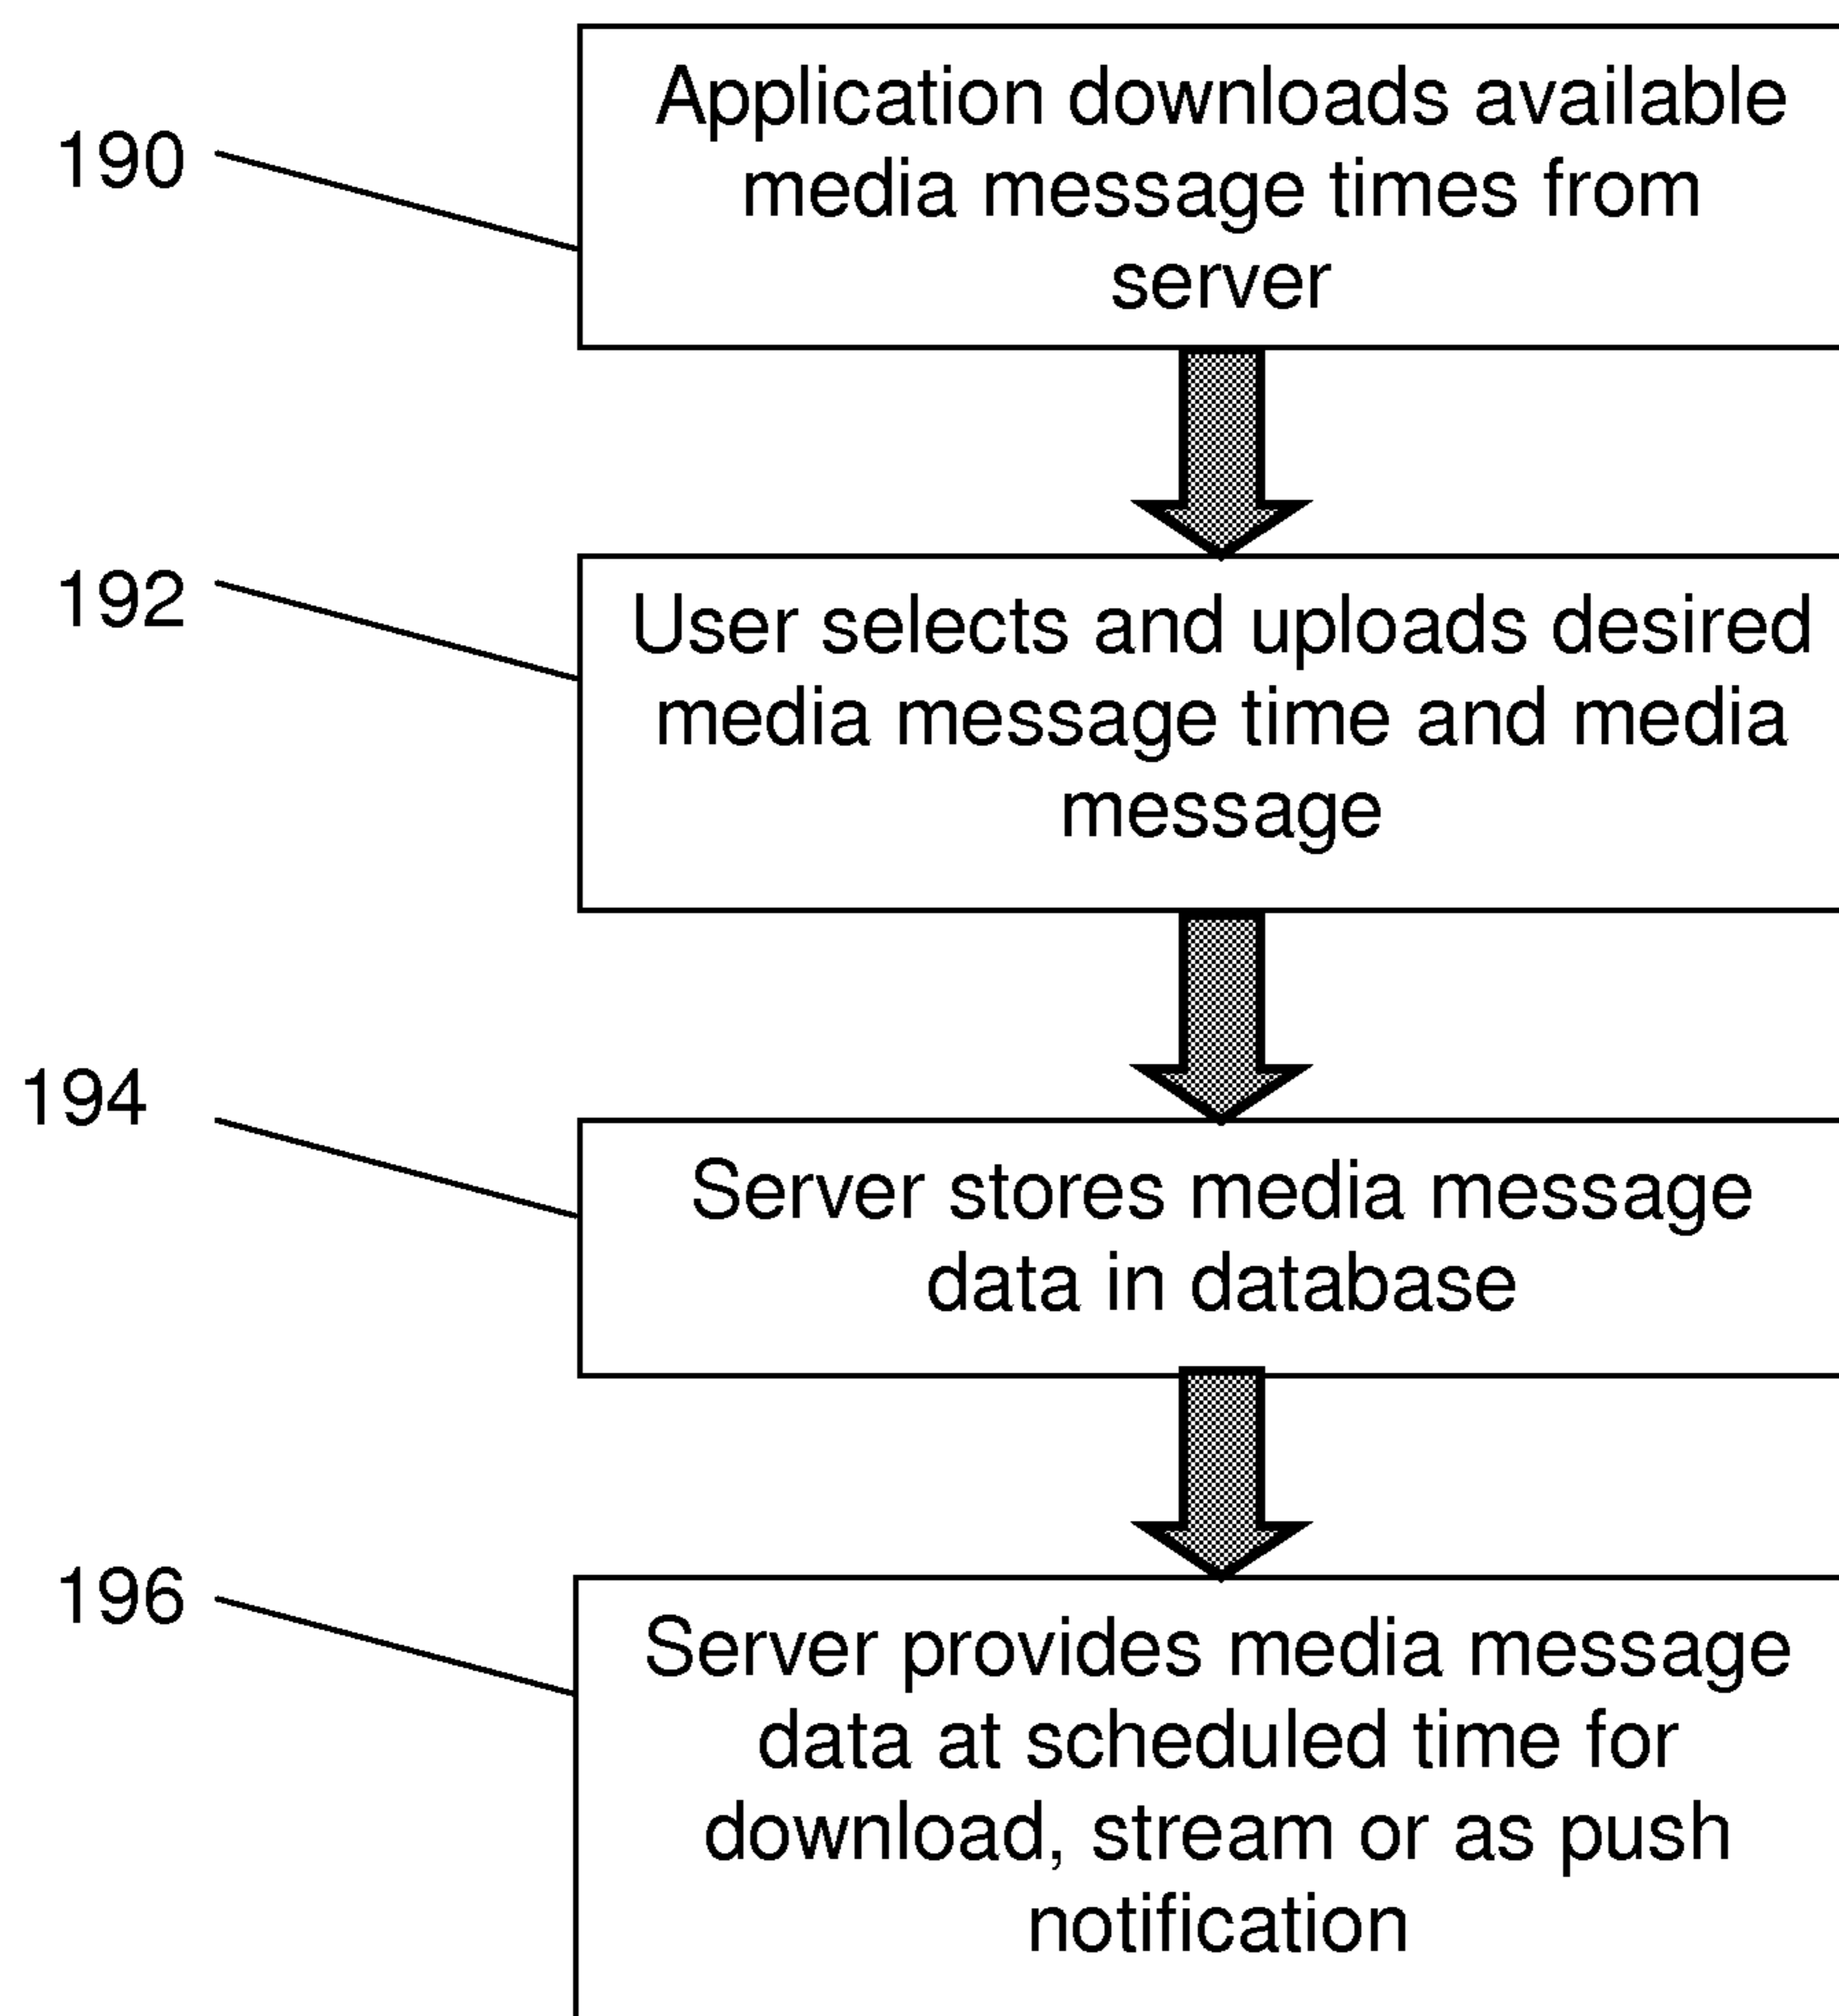 190
Application downloads available
media message times from
server
192
User selects and uploads desired
media message time and media
message
194
Server stores media message
data in database
196
Server provides media message
data at scheduled time for
download, stream or as push
notification